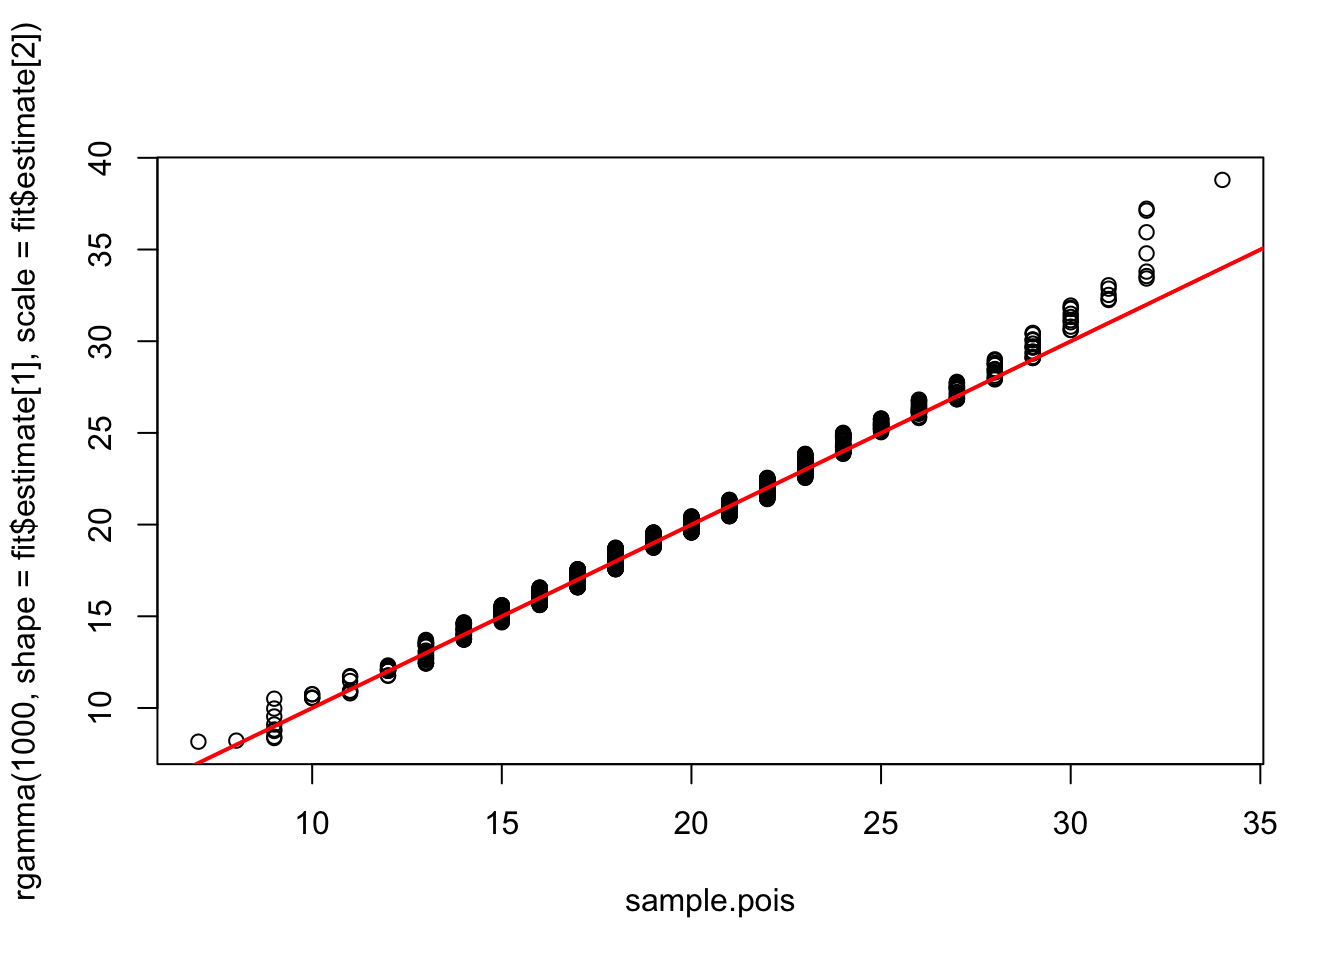 rgamma(1000, shape = fit$estimate[1], scale = fit$estimate[2])
40
35
30
25
20
15
10
10 15 20 25 30 35
sample.pois